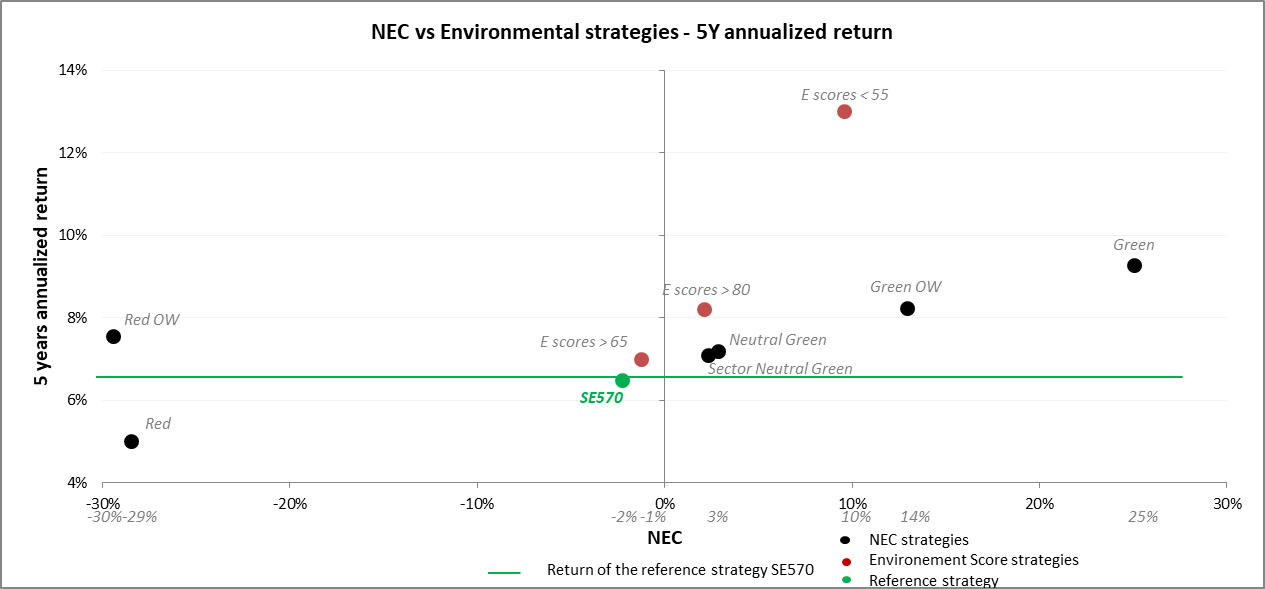 NEC vs Environmental strategies - 5Y annualized return
14%
E scores < 55
12%
10%
Green
Green OW
E scores > 80
8%
Red OW
Neutral Green
E scores > 65
Sector Neutral Green
SE570
6%
Red
4%
5 years annualized return
-30% -20% -10% 0% 10% 20% 30%
-30% -29% -2% -1% 3% 10% 14% 25%
NEC
NEC strategies
Environement Score strategies
Return of the reference strategy SE570
Reference strategy